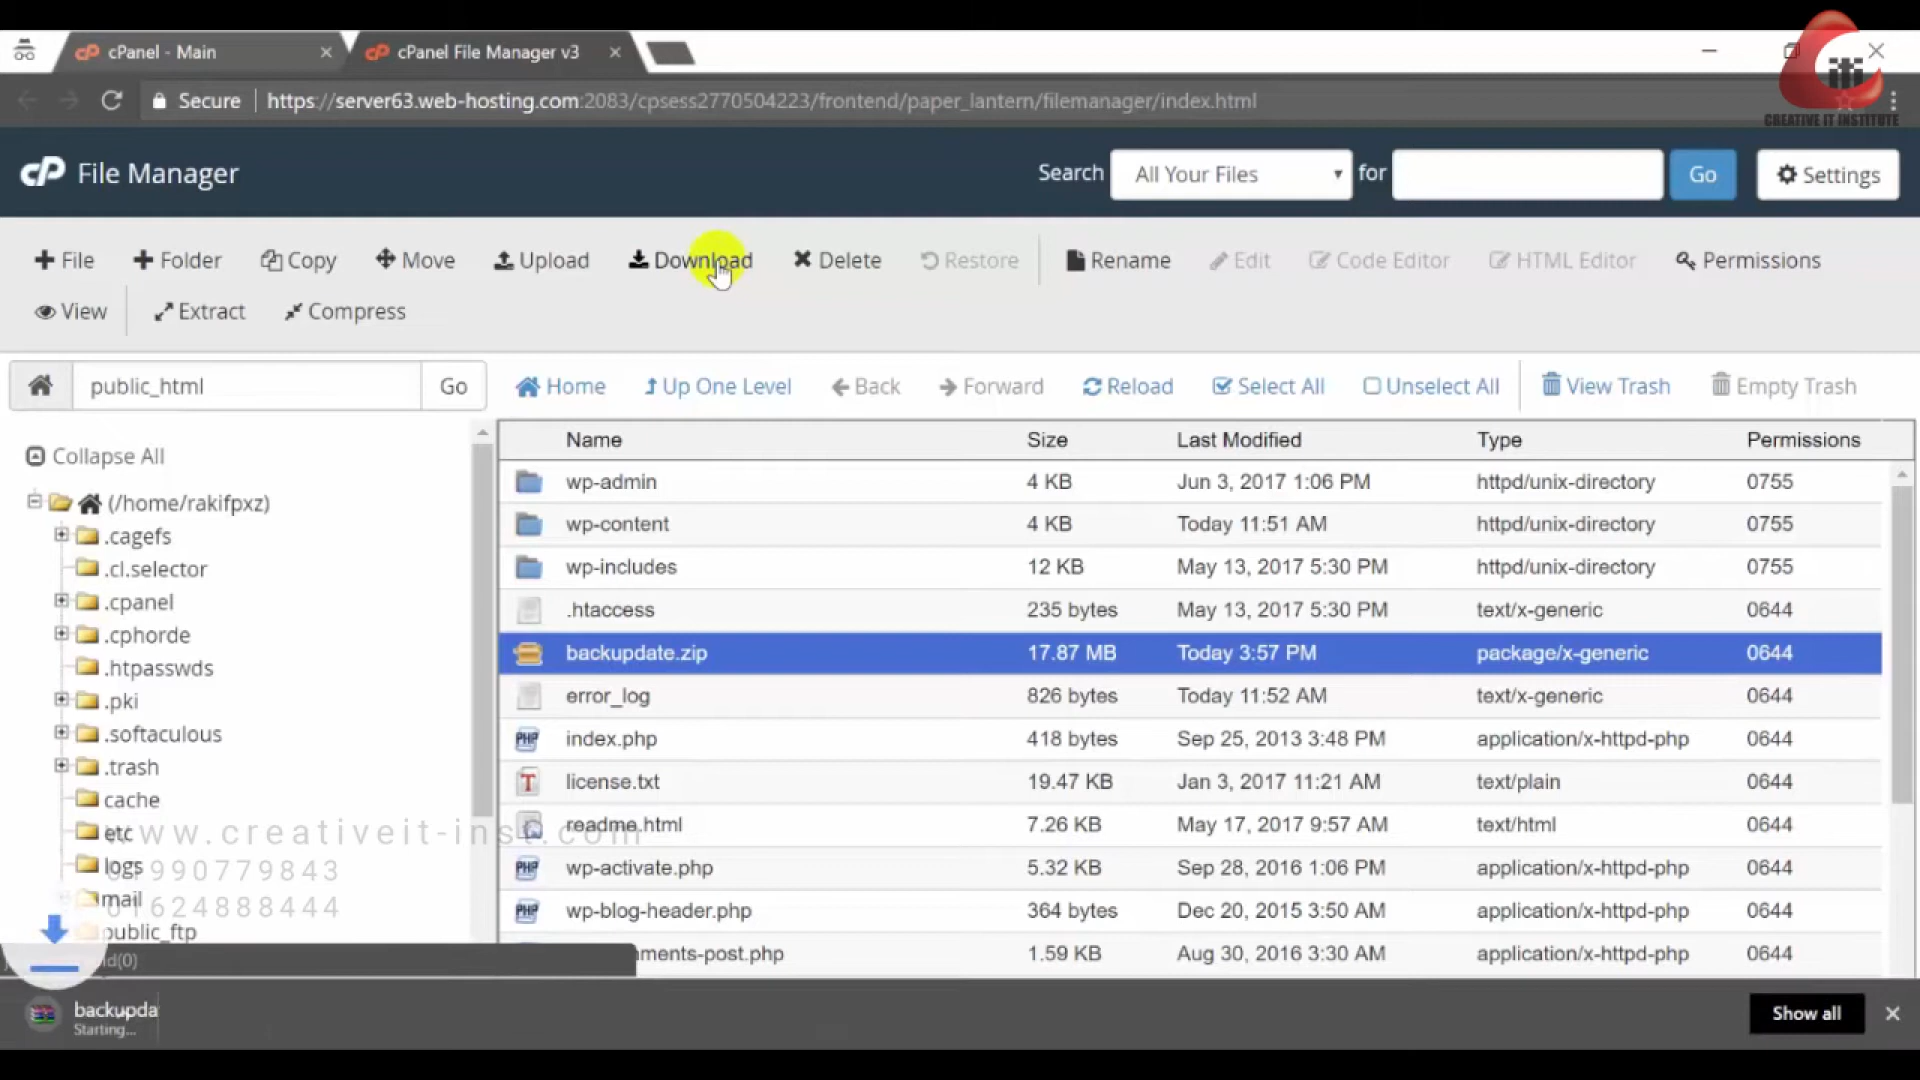 cPanel - Main
cPanel File Manager v3
iti
CREATIVE IT INSTITUTE
Secure
https://server63.web-hosting.com:2083/cpsess2770504223/frontend/paper_lantern/filemanager/index.html
cP File Manager
Search All Your Files for Go Settings
File Folder Copy Move Upload Download Delete Restore Rename Edit Code Editor HTML Editor Permissions
View Extract Compress
public_html Go Home Up One Level Back Forward Reload Select All Unselect All View Trash Empty Trash
Collapse All
(/home/rakifpxz)
.cagefs
.cl.selector
.cpanel
.cphorde
.htpasswds
.pki
.softaculous
.trash
cache
etc
logs
mail
public_ftp
Name Size Last Modified Type Permissions
wp-admin 4 KB Jun 3, 2017 1:06 PM httpd/unix-directory 0755
wp-content 4 KB Today 11:51 AM httpd/unix-directory 0755
wp-includes 12 KB May 13, 2017 5:30 PM httpd/unix-directory 0755
.htaccess 235 bytes May 13, 2017 5:30 PM text/x-generic 0644
backupdate.zip 17.87 MB Today 3:57 PM package/x-generic 0644
error_log 826 bytes Today 11:52 AM text/x-generic 0644
index.php 418 bytes Sep 25, 2013 3:48 PM application/x-httpd-php 0644
license.txt 19.47 KB Jan 3, 2017 11:21 AM text/plain 0644
readme.html 7.26 KB May 17, 2017 9:57 AM text/html 0644
wp-activate.php 5.32 KB Sep 28, 2016 1:06 PM application/x-httpd-php 0644
wp-blog-header.php 364 bytes Dec 20, 2015 3:50 AM application/x-httpd-php 0644
mments-post.php 1.59 KB Aug 30, 2016 3:30 AM application/x-httpd-php 0644
www.creativeit-inst.com
01990779843
01624888444
backupda
Starting...
Show all